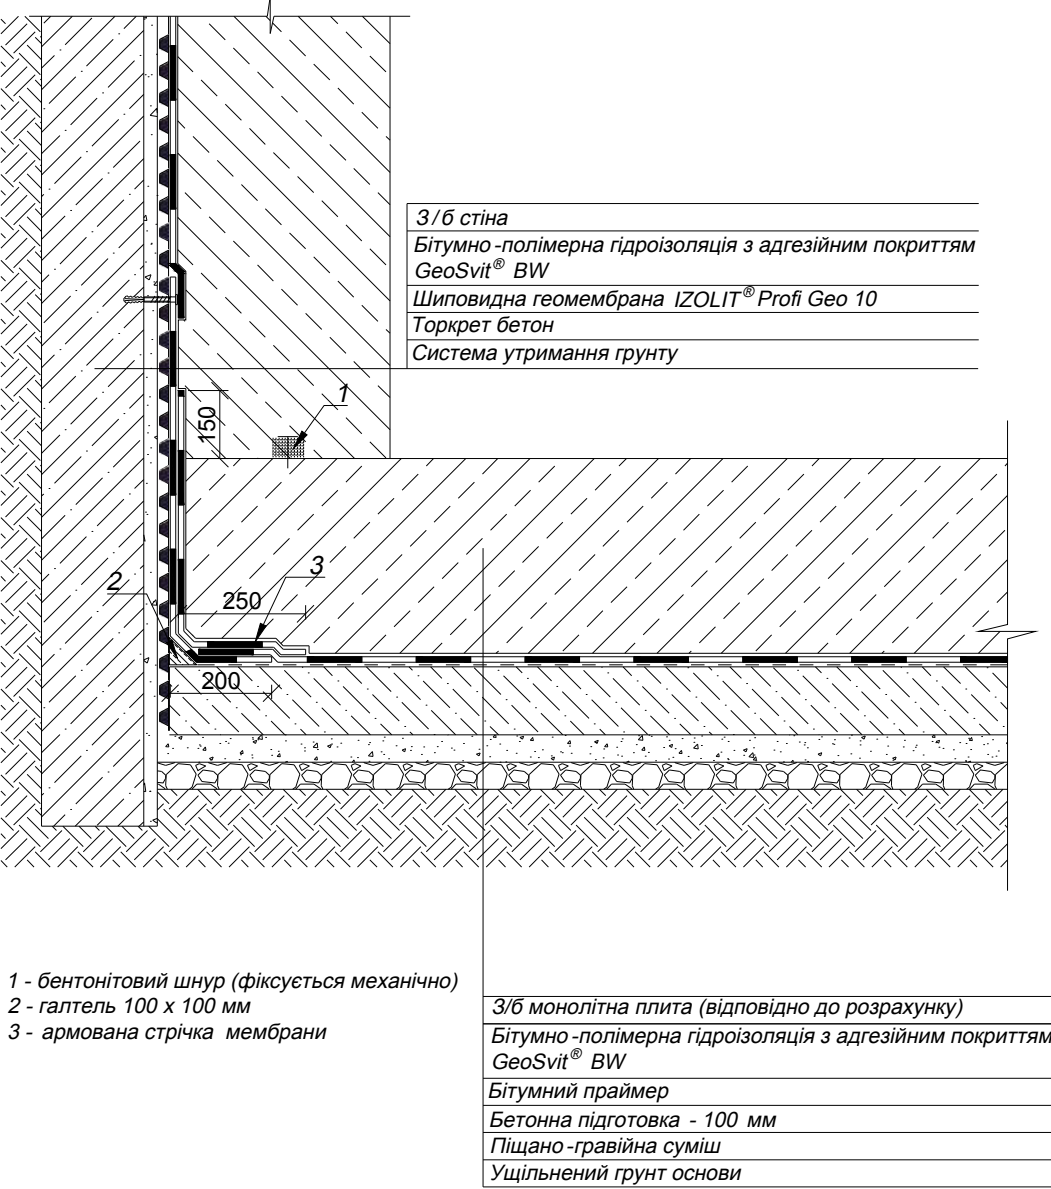 З/б стіна
Бітумно-полімерна гідроізоляція з адгезійним покриттям
GeoSvit® BW
Шиповидна геомембрана IZOLIT® Profi Geo 10
Торкрет бетон
Система утримання грунту
1
150
2
250
3
200
1 - бентонітовий шнур (фіксується механічно)
2 - галтель 100 х 100 мм
3 - армована стрічка мембрани
З/б монолітна плита (відповідно до розрахунку)
Бітумно-полімерна гідроізоляція з адгезійним покриттям
GeoSvit® BW
Бітумний праймер
Бетонна підготовка - 100 мм
Піщано-гравійна суміш
Ущільнений грунт основи